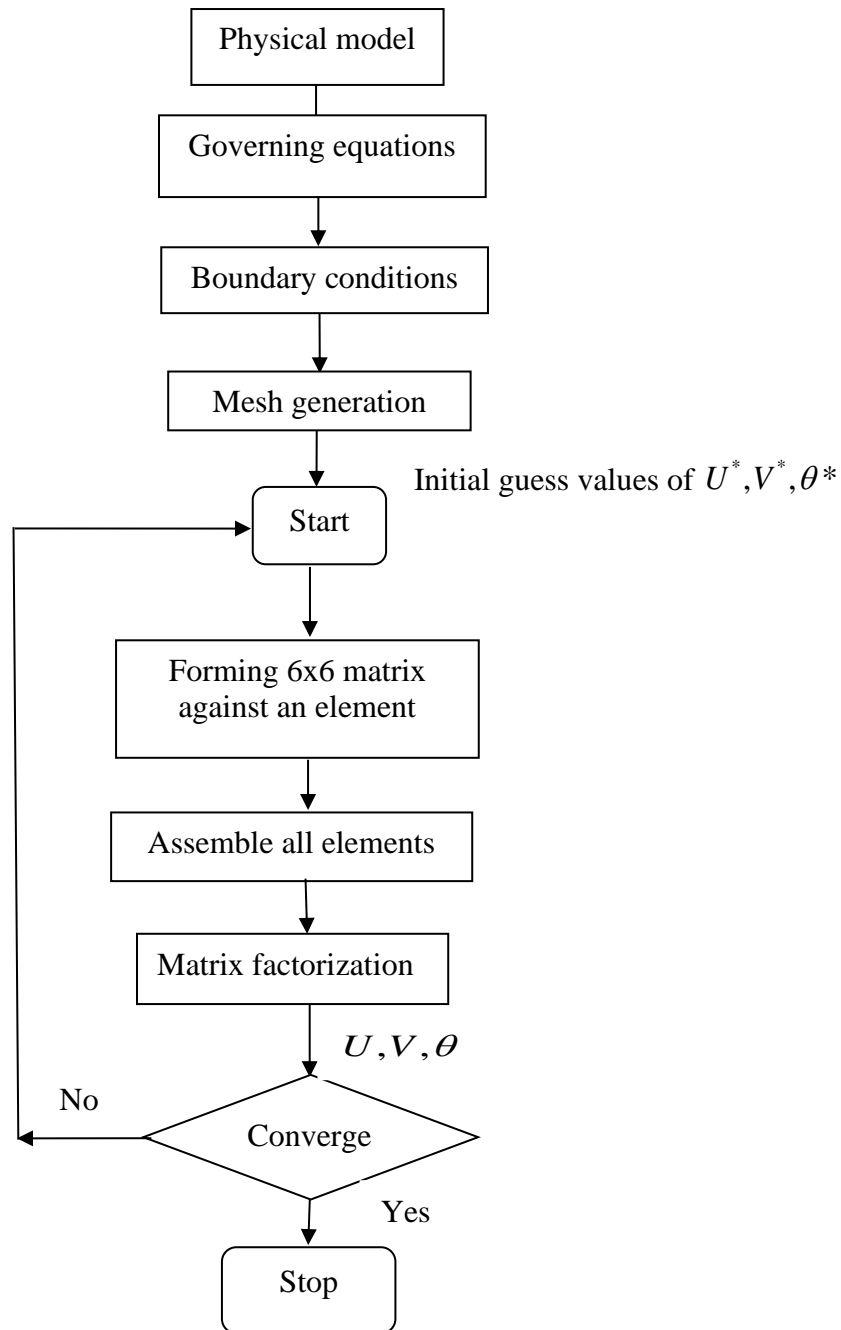 Physical model
Governing equations
Boundary conditions
Mesh generation
Initial guess values of U*,V*,θ*
Start
Forming 6x6 matrix
against an element
Assemble all elements
Matrix factorization
U,V,θ
No
Converge
Yes
Stop